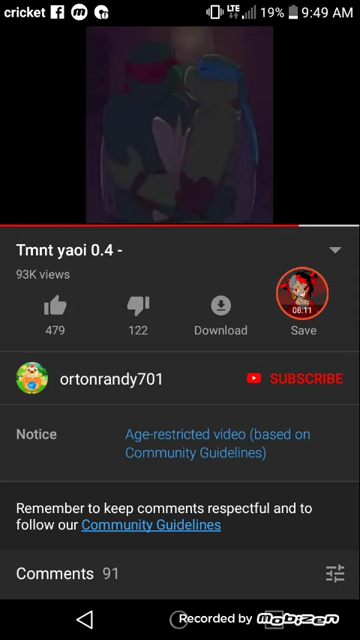 cricket LTE 19% 9:49 AM
Tmnt yaoi 0.4 -
93K views
479 122 Download 08:11 Save
ortonrandy701 SUBSCRIBE
Notice Age-restricted video (based on
Community Guidelines)
Remember to keep comments respectful and to
follow our Community Guidelines
Comments 91
Recorded by Mobizen